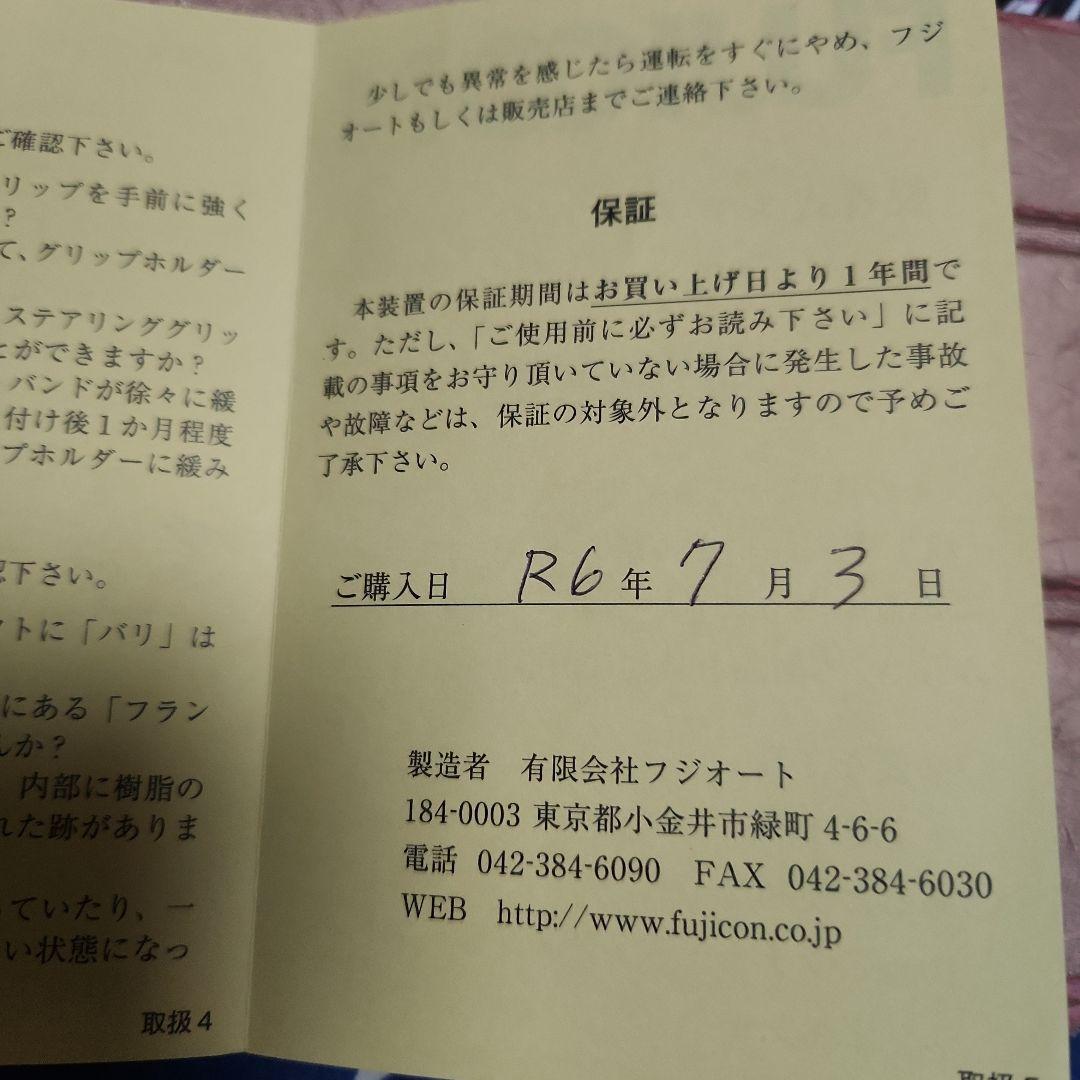 ご確認下さい。
リップを手前に強く
?
て、グリップホルダー
ステアリンググリッ
とができますか?
バンドが徐々に緩
付け後1か月程度
プホルダーに緩み
認下さい。
フトに「バリ」は
にある「フラン
んか?
内部に樹脂の
れた跡がありま
っていたり、一
い状態になっ
取扱4
少しでも異常を感じたら運転をすぐにやめ、フジ
オートもしくは販売店までご連絡下さい。
保証
本装置の保証期間はお買い上げ日より1年間で
す。ただし、「ご使用前に必ずお読み下さい」に記
載の事項をお守り頂いていない場合に発生した事故
や故障などは、保証の対象外となりますので予めご
了承下さい。
ご購入日 R6年 7月 3日
製造者 有限会社フジオート
184-0003 東京都小金井市緑町 4-6-6
電話 042-384-6090 FAX 042-384-6030
WEB http://www.fujicon.co.jp
取扱